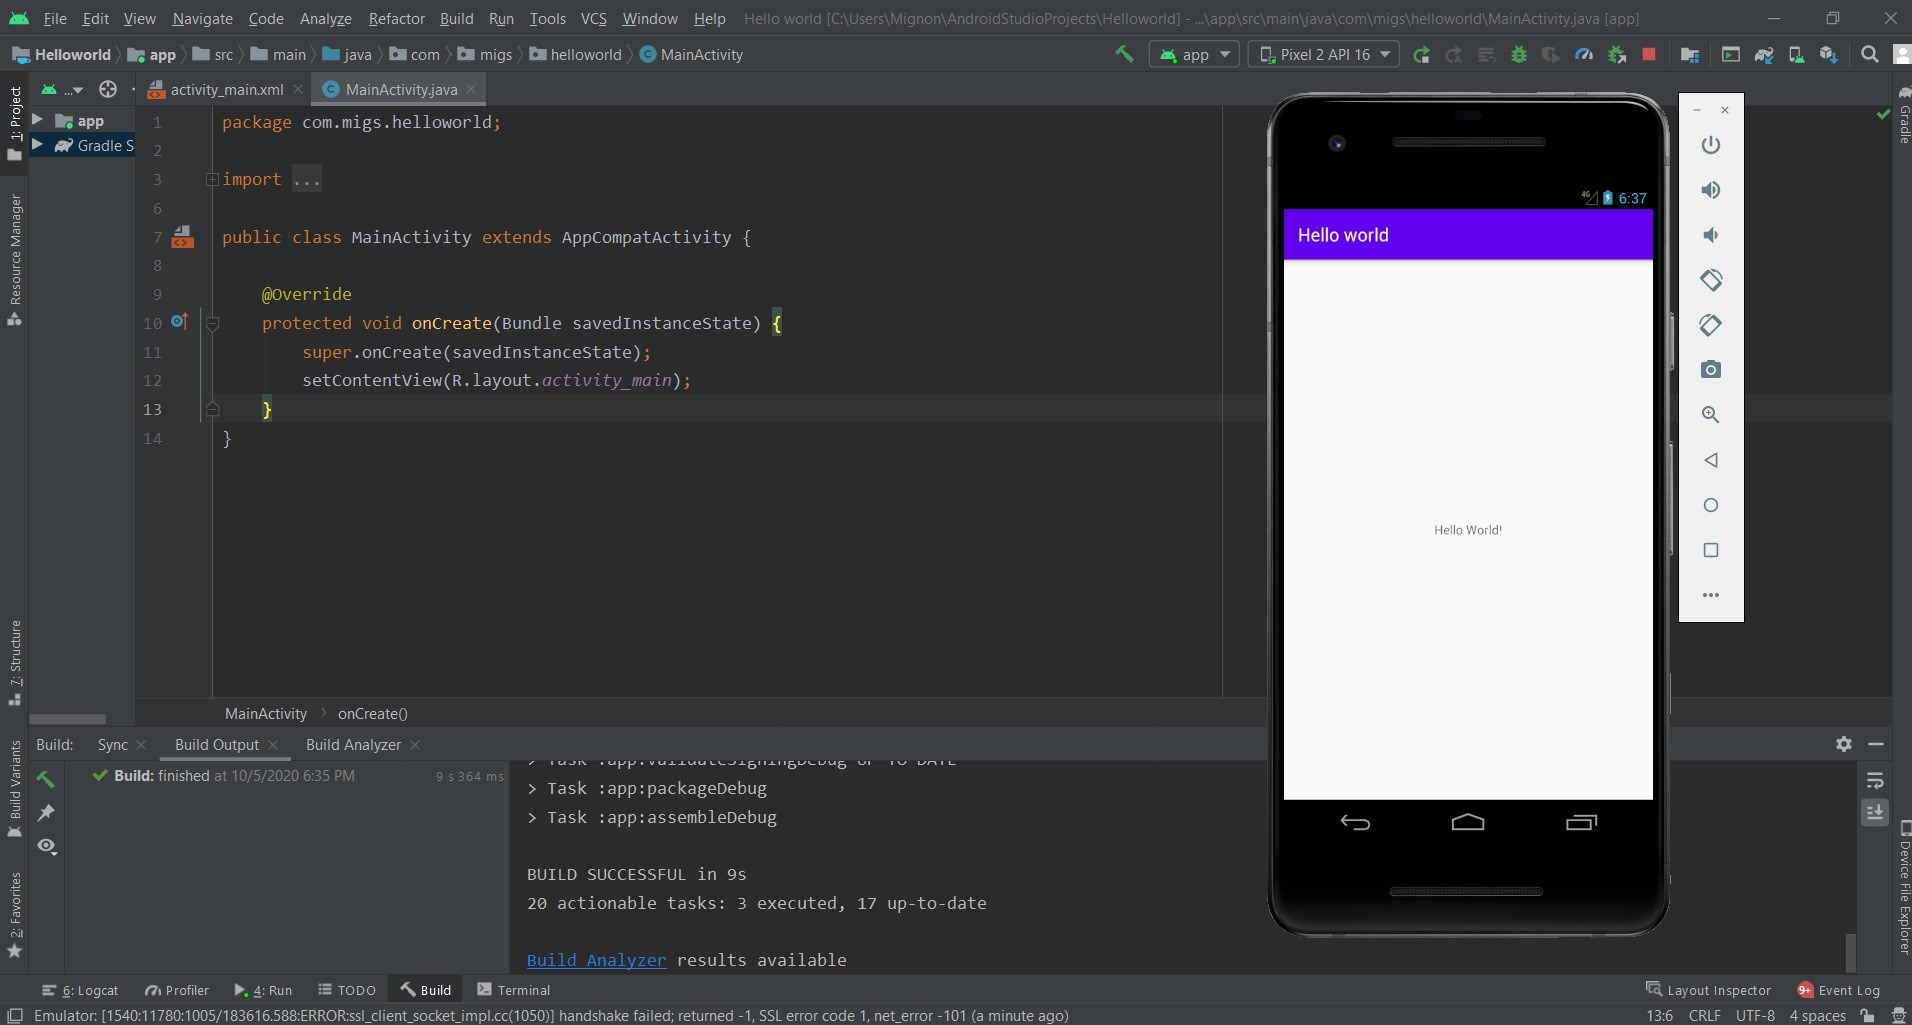 File Edit View Navigate Code Analyze Refactor Build Run Tools VCS Window Help Hello world [C:\Users\Mignon\AndroidStudioProjects\Helloworld] - ...\app\src\main\java\com\migs\helloworld\MainActivity.java [app]
Helloworld app src main java com migs helloworld MainActivity app Pixel 2 API 16
... activity_main.xml MainActivity.java
1: Project
Resource Manager
7: Structure
Build Variants
2: Favorites
app
Gradle S
1 package com.migs.helloworld;
2
3 import ...
6
7 public class MainActivity extends AppCompatActivity {
8
9 @Override
10 protected void onCreate(Bundle savedInstanceState) {
11 super.onCreate(savedInstanceState);
12 setContentView(R.layout.activity_main);
13 }
14 }
4G 6:37
Hello world
Hello World!
Gradle
Device File Explorer
MainActivity onCreate()
Build: Sync Build Output Build Analyzer
Build: finished at 10/5/2020 6:35 PM 9 s 364 ms
> Task :app:validateSigningDebug UP-TO-DATE
> Task :app:packageDebug
> Task :app:assembleDebug
BUILD SUCCESSFUL in 9s
20 actionable tasks: 3 executed, 17 up-to-date
Build Analyzer results available
6: Logcat Profiler 4: Run TODO Build Terminal Layout Inspector 9+ Event Log
Emulator: [1540:11780:1005/183616.588:ERROR:ssl_client_socket_impl.cc(1050)] handshake failed; returned -1, SSL error code 1, net_error -101 (a minute ago) 13:6 CRLF UTF-8 4 spaces